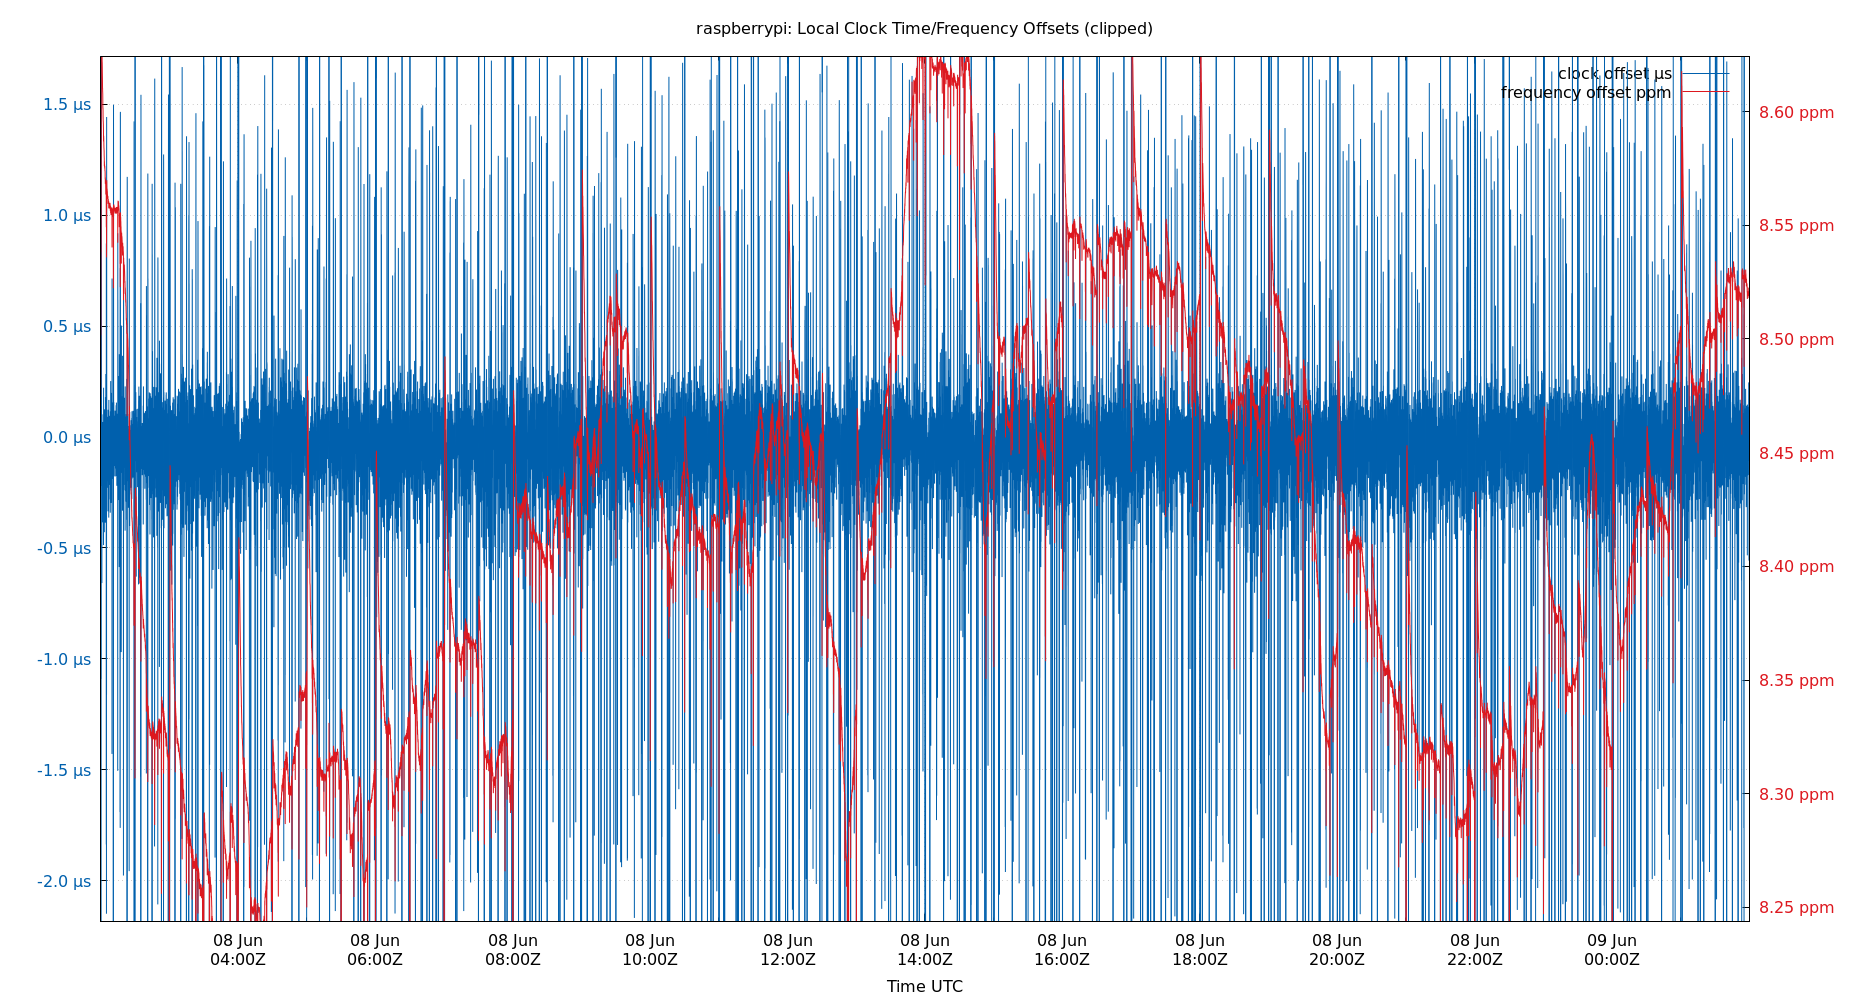 raspberrypi: Local Clock Time/Frequency Offsets (clipped)
clock offset µs
frequency offset ppm
1.5 µs
1.0 µs
0.5 µs
0.0 µs
-0.5 µs
-1.0 µs
-1.5 µs
-2.0 µs
8.60 ppm
8.55 ppm
8.50 ppm
8.45 ppm
8.40 ppm
8.35 ppm
8.30 ppm
8.25 ppm
08 Jun 08 Jun 08 Jun 08 Jun 08 Jun 08 Jun 08 Jun 08 Jun 08 Jun 08 Jun 09 Jun
04:00Z 06:00Z 08:00Z 10:00Z 12:00Z 14:00Z 16:00Z 18:00Z 20:00Z 22:00Z 00:00Z
Time UTC